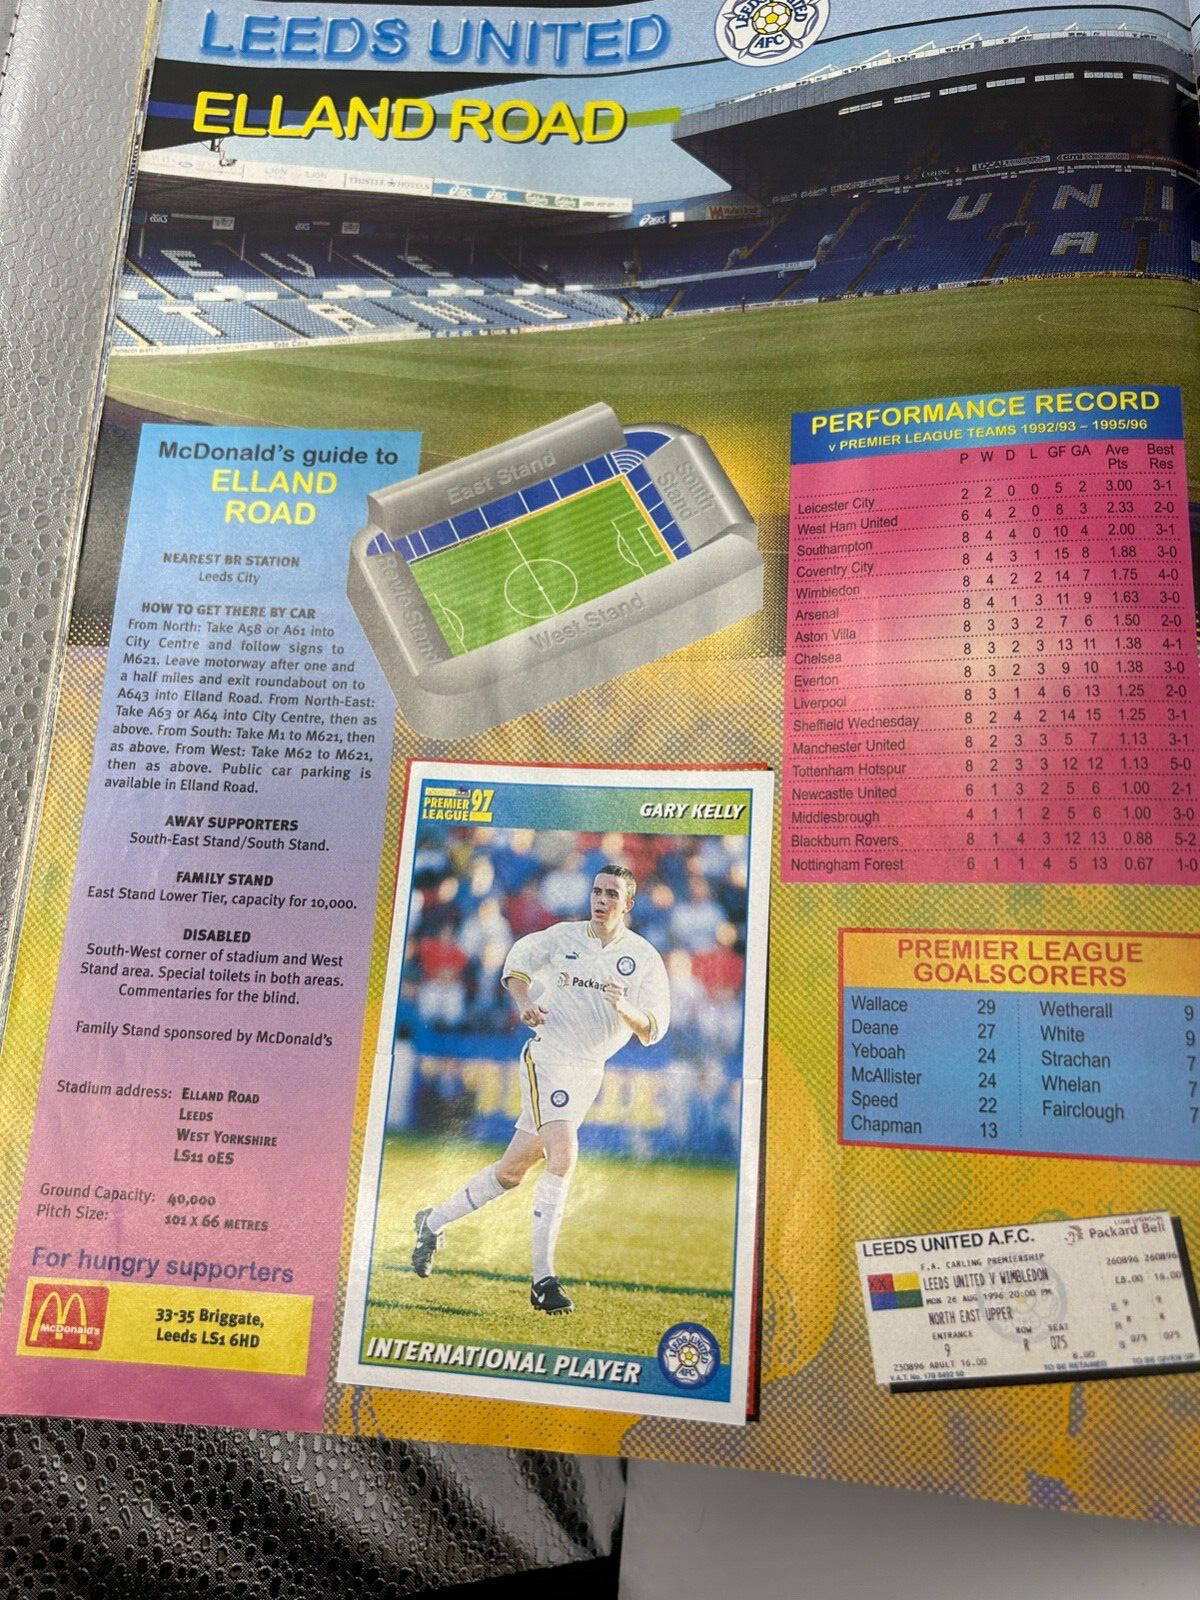 LEEDS UNITED
LEEDS UNITED
AFC
ELLAND ROAD
LION
THISTLE HOTELS
asics
asics
U N I
A
PERFORMANCE RECORD
v PREMIER LEAGUE TEAMS 1992/93 – 1995/96
P W D L GF GA Ave Pts Best Res
Leicester City 2 2 0 0 5 2 3.00 3-1
West Ham United 6 4 2 0 8 3 2.33 2-0
Southampton 8 4 4 0 10 4 2.00 3-1
Coventry City 8 4 3 1 15 8 1.88 3-0
Wimbledon 8 4 2 2 14 7 1.75 4-0
Arsenal 8 4 1 3 11 9 1.63 3-0
Aston Villa 8 3 3 2 7 6 1.50 2-0
Chelsea 8 3 2 3 13 11 1.38 4-1
Everton 8 3 2 3 9 10 1.38 3-0
Liverpool 8 3 1 4 6 13 1.25 2-0
Sheffield Wednesday 8 2 4 2 14 15 1.25 3-1
Manchester United 8 2 3 3 5 7 1.13 3-1
Tottenham Hotspur 8 2 3 3 12 12 1.13 5-0
Newcastle United 6 1 3 2 5 6 1.00 2-1
Middlesbrough 4 1 1 2 5 6 1.00 3-0
Blackburn Rovers 8 1 4 3 12 13 0.88 5-2
Nottingham Forest 6 1 1 4 5 13 0.67 1-0
McDonald's guide to
ELLAND
ROAD
NEAREST BR STATION
Leeds City
HOW TO GET THERE BY CAR
From North: Take A58 or A61 into
City Centre and follow signs to
M621. Leave motorway after one and
a half miles and exit roundabout on to
A643 into Elland Road. From North-East:
Take A63 or A64 into City Centre, then as
above. From South: Take M1 to M621, then
as above. From West: Take M62 to M621,
then as above. Public car parking is
available in Elland Road.
AWAY SUPPORTERS
South-East Stand/South Stand.
FAMILY STAND
East Stand Lower Tier, capacity for 10,000.
DISABLED
South-West corner of stadium and West
Stand area. Special toilets in both areas.
Commentaries for the blind.
Family Stand sponsored by McDonald's
Stadium address: ELLAND ROAD
LEEDS
WEST YORKSHIRE
LS11 0ES
Ground Capacity: 40,000
Pitch Size: 101 X 66 METRES
For hungry supporters
McDonald's
33-35 Briggate,
Leeds LS1 6HD
East Stand
South Stand
West Stand
PREMIER
LEAGUE
97
GARY KELLY
INTERNATIONAL PLAYER
LEEDS UNITED
AFC
PREMIER LEAGUE
GOALSCORERS
Wallace 29
Deane 27
Yeboah 24
McAllister 24
Speed 22
Chapman 13
Wetherall 9
White 9
Strachan 7
Whelan 7
Fairclough 7
LEEDS UNITED A.F.C.
Packard Bell
F.A. CARLING PREMIERSHIP
LEEDS UNITED V WIMBLEDON
MON 26 AUG 1996 20:00 PM
NORTH EAST UPPER
ENTRANCE ROW SEAT
9 R 075
250896 ADULT 16.00
260896 260896
TO BE RETAINED